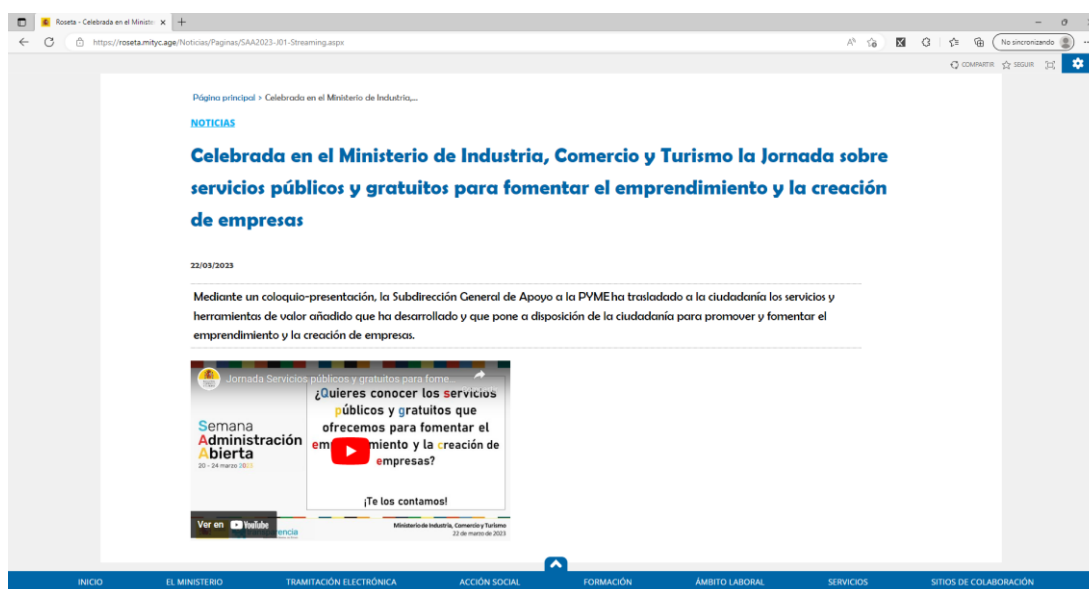 Roseta - Celebrada en el Ministe
https://roseta.mityc.age/Noticias/Paginas/SAA2023-J01-Streaming.aspx
No sincronizando
COMPARTIR SEGUIR
Página principal > Celebrada en el Ministerio de Industria,...
NOTICIAS
Celebrada en el Ministerio de Industria, Comercio y Turismo la Jornada sobre
servicios públicos y gratuitos para fomentar el emprendimiento y la creación
de empresas
22/03/2023
Mediante un coloquio-presentación, la Subdirección General de Apoyo a la PYME ha trasladado a la ciudadanía los servicios y
herramientas de valor añadido que ha desarrollado y que pone a disposición de la ciudadanía para promover y fomentar el
emprendimiento y la creación de empresas.
Jornada Servicios públicos y gratuitos para fome...
¿Quieres conocer los servicios
públicos y gratuitos que
ofrecemos para fomentar el
miento y la creación de
empresas?
¡Te los contamos!
Semana
Administración
Abierta
20 - 24 marzo 2023
Ver en YouTube
Ministerio de Industria, Comercio y Turismo
22 de marzo de 2023
INICIO EL MINISTERIO TRAMITACIÓN ELECTRÓNICA ACCIÓN SOCIAL FORMACIÓN ÁMBITO LABORAL SERVICIOS SITIOS DE COLABORACIÓN